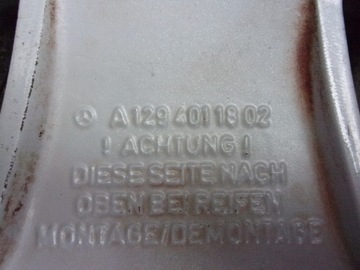 A 129 401 18 02
! ACHTUNG !
DIESE SEITE NACH
OBEN BEI REIFEN
MONTAGE/DEMONTAGE